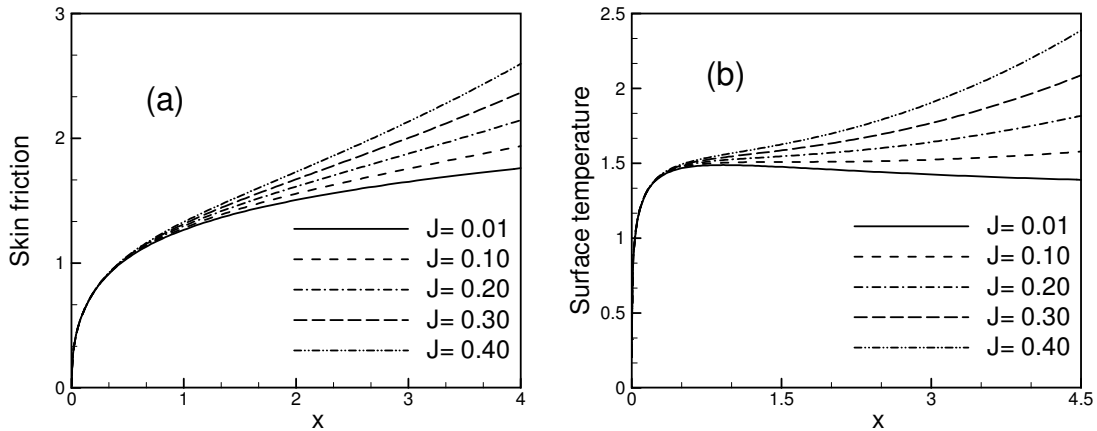 3
2
1
0
Skin friction
(a)
J= 0.01
J= 0.10
J= 0.20
J= 0.30
J= 0.40
0 1 2 3 4
x
2.5
2
1.5
1
0.5
0
Surface temperature
(b)
J= 0.01
J= 0.10
J= 0.20
J= 0.30
J= 0.40
0 1.5 3 4.5
x